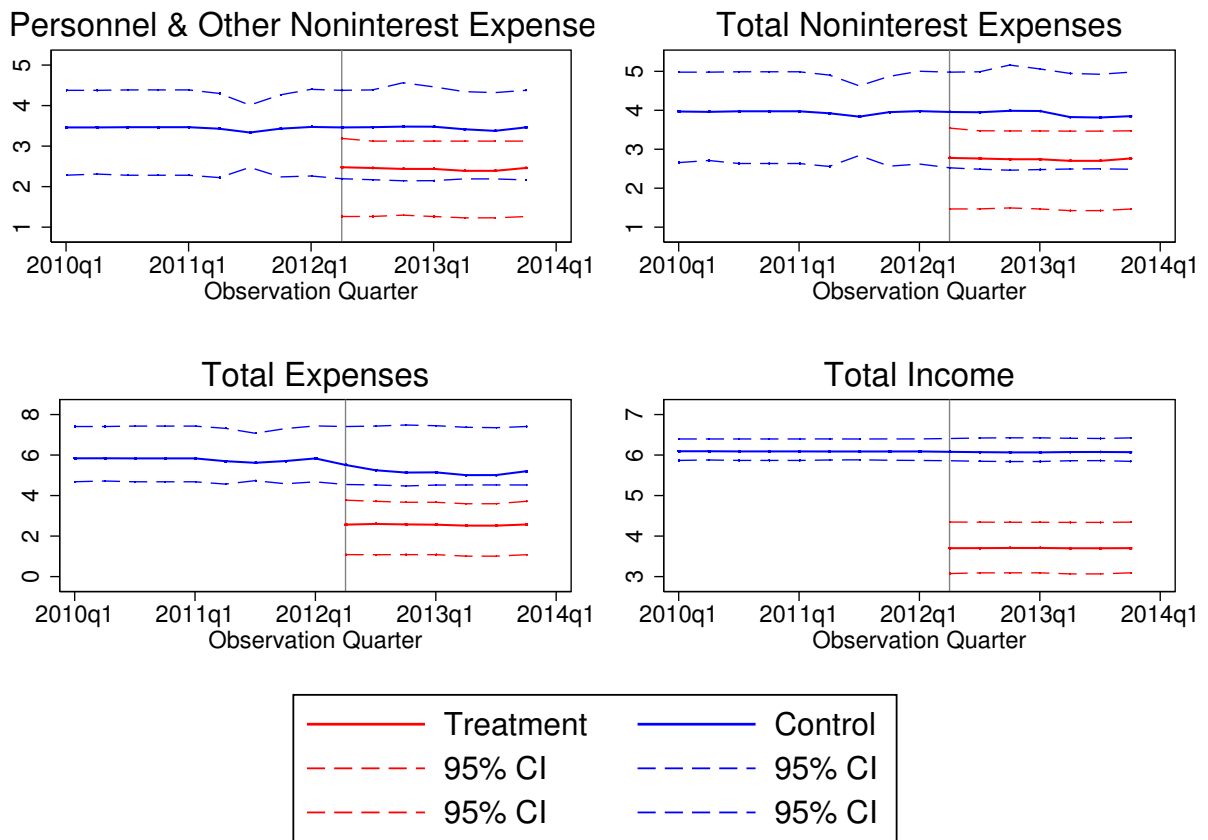 Personnel & Other Noninterest Expense
5
4
3
2
1
2010q1 2011q1 2012q1 2013q1 2014q1
Observation Quarter
Total Noninterest Expenses
5
4
3
2
1
2010q1 2011q1 2012q1 2013q1 2014q1
Observation Quarter
Total Expenses
8
6
4
2
0
2010q1 2011q1 2012q1 2013q1 2014q1
Observation Quarter
Total Income
7
6
5
4
3
2010q1 2011q1 2012q1 2013q1 2014q1
Observation Quarter
Treatment Control
95% CI 95% CI
95% CI 95% CI